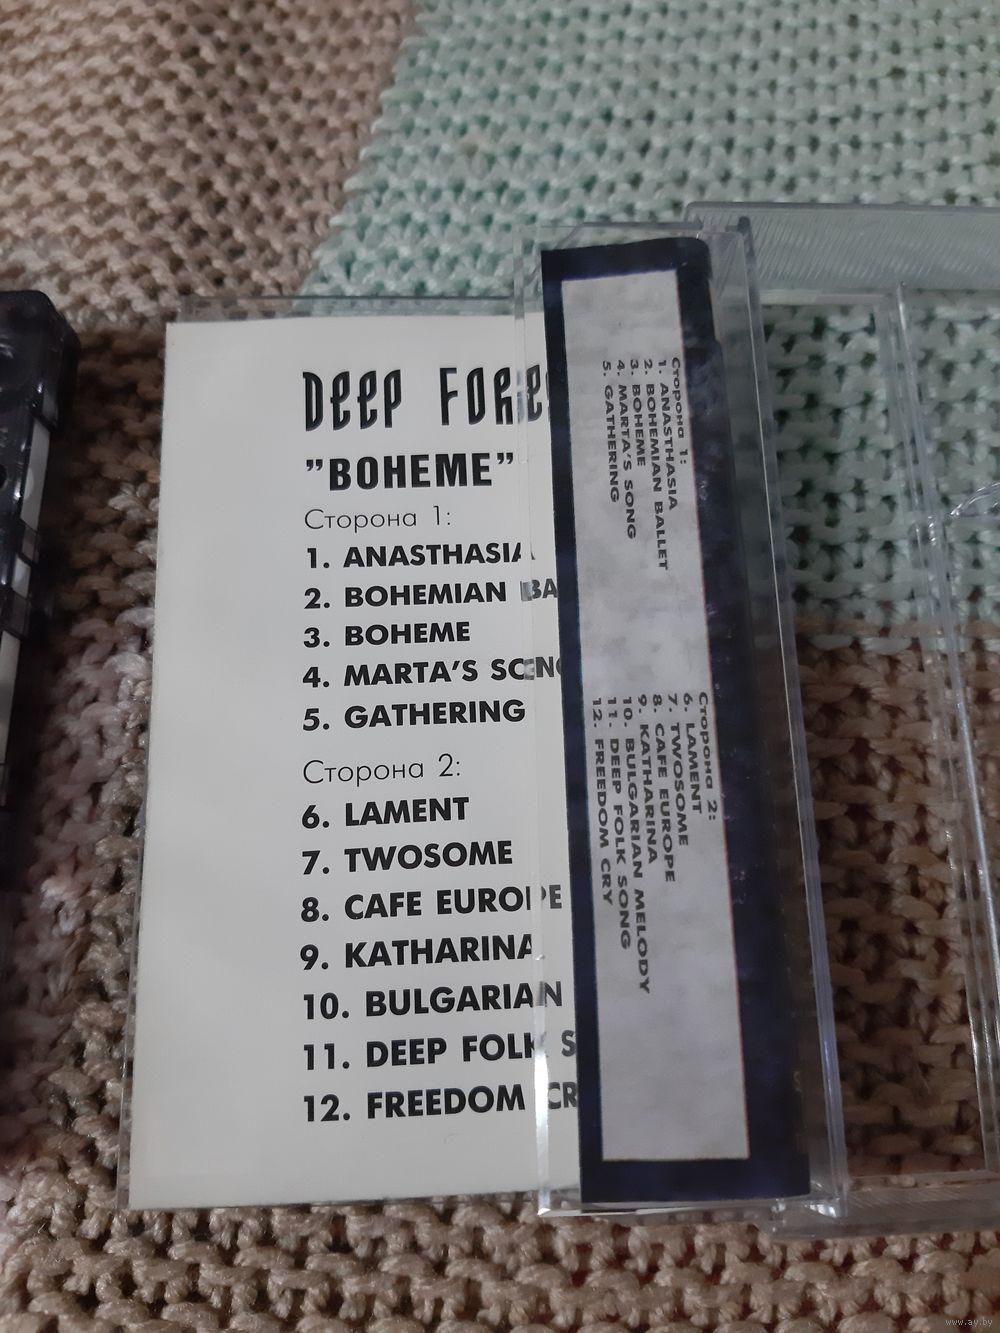 DEEP FORE
"BOHEME"
Сторона 1:
1. ANASTHASIA
2. BOHEMIAN BA
3. BOHEME
4. MARTA'S SONG
5. GATHERING
Сторона 2:
6. LAMENT
7. TWOSOME
8. CAFE EUROPE
9. KATHARINA
10. BULGARIAN
11. DEEP FOLK S
12. FREEDOM CR
Сторона 1:
1. ANASTHASIA
2. BOHEMIAN BALLET
3. BOHEME
4. MARTA'S SONG
5. GATHERING
Сторона 2:
6. LAMENT
7. TWOSOME
8. CAFE EUROPE
9. KATHARINA
10. BULGARIAN MELODY
11. DEEP FOLK SONG
12. FREEDOM CRY
www.ay.by